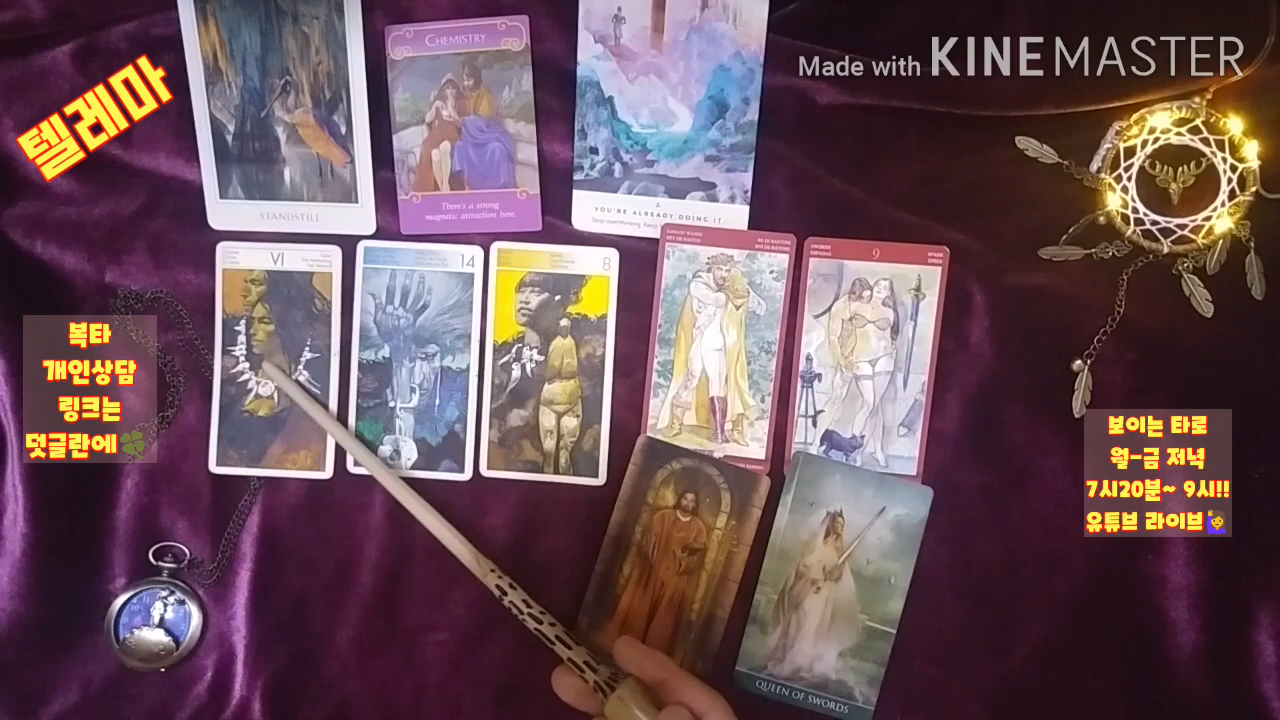 Made with KINEMASTER
텔레마
CHEMISTRY
There's a strong
magnetic attraction here.
STANDSTILL
YOU'RE ALREADY DOING IT
VI
14
8
9
복타
개인상담
링크는
덧글란에
보이는 타로
월-금 저녁
7시20분~ 9시!!
유튜브 라이브
QUEEN OF SWORDS